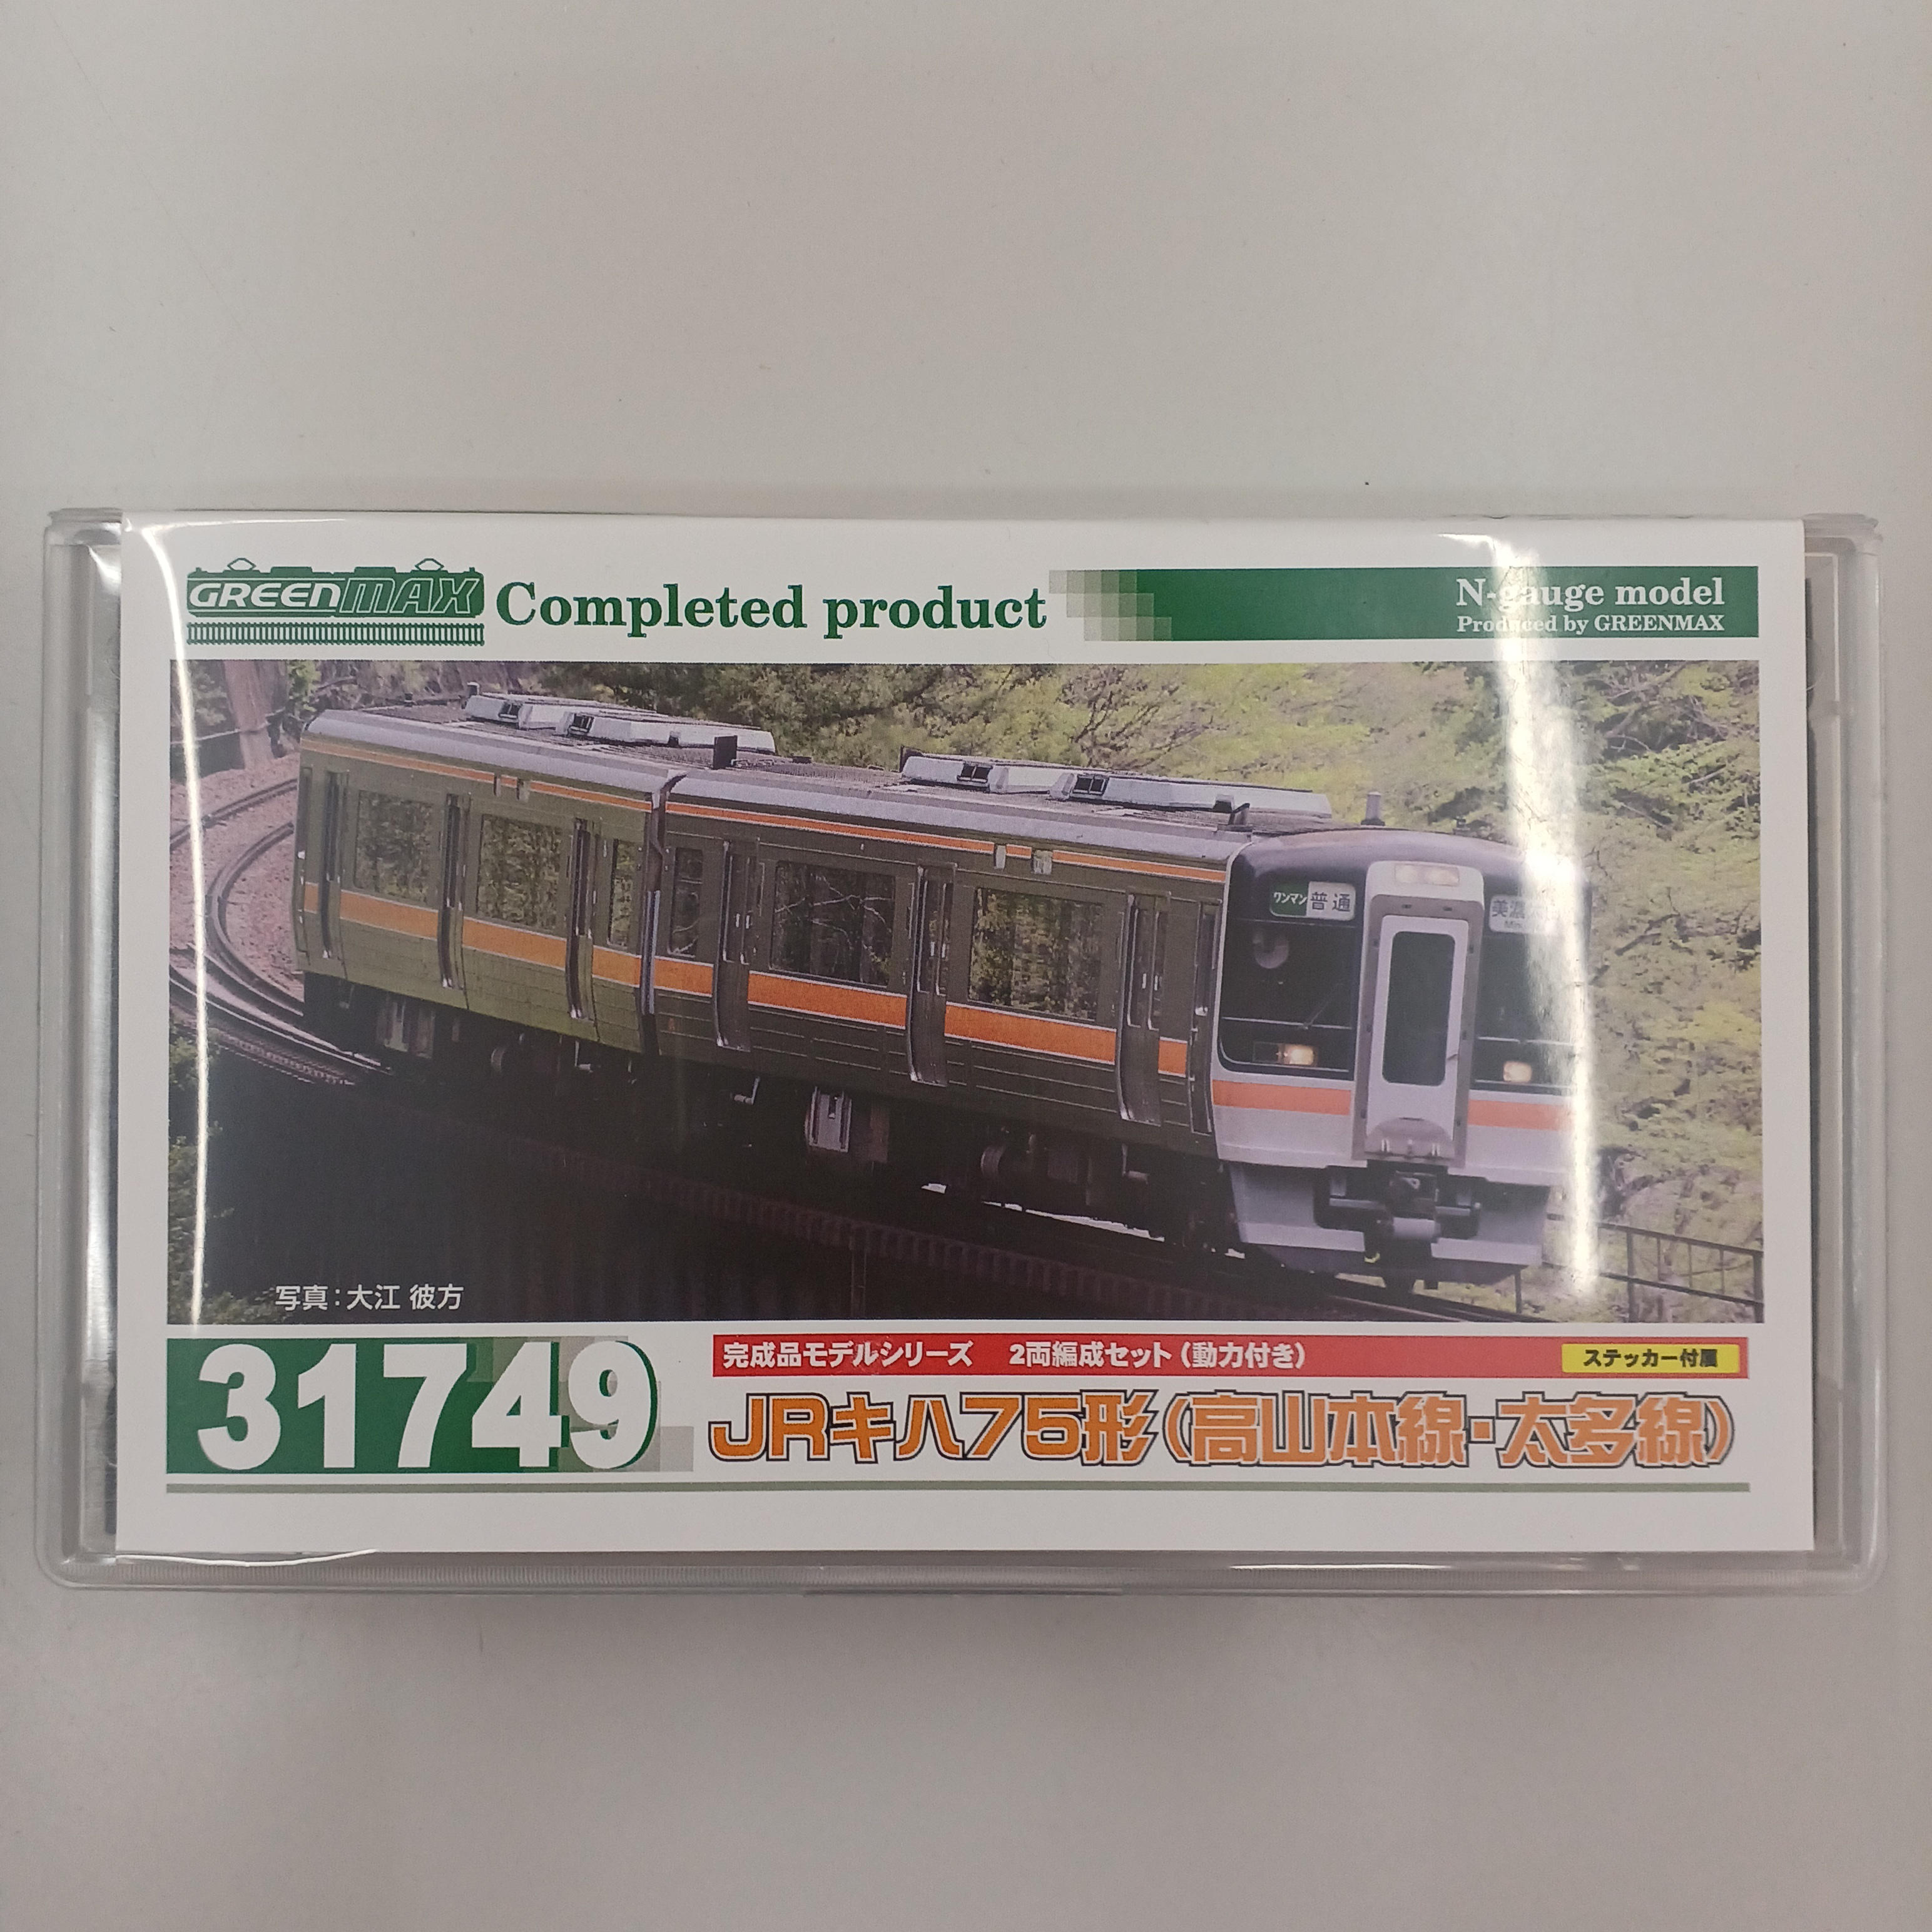 GREENMAX
Completed product
N-gauge model
Produced by GREENMAX
ワンマン 普通
写真:大江 彼方
31749
完成品モデルシリーズ 2両編成セット(動力付き)
ステッカー付属
JRキハ75形(高山本線・太多線)